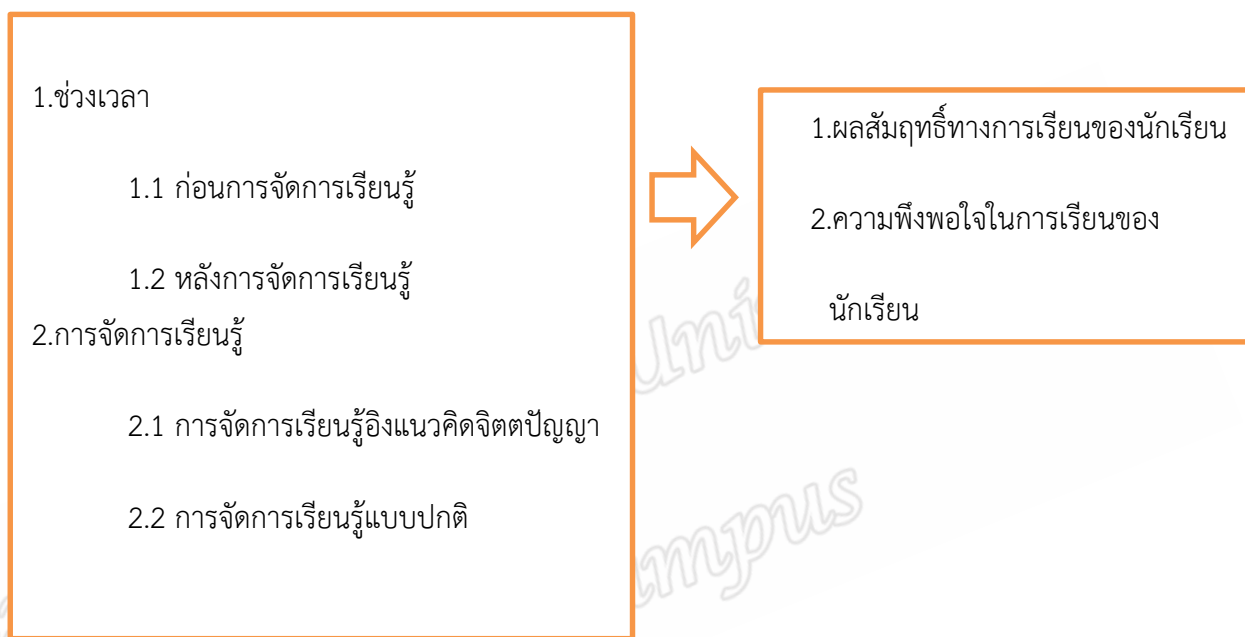 1.ช่วงเวลา
1.1 ก่อนการจัดการเรียนรู้
1.2 หลังการจัดการเรียนรู้
2.การจัดการเรียนรู้
2.1 การจัดการเรียนรู้อิงแนวคิดจิตตปัญญา
2.2 การจัดการเรียนรู้แบบปกติ
1.ผลสัมฤทธิ์ทางการเรียนของนักเรียน
2.ความพึงพอใจในการเรียนของ
นักเรียน